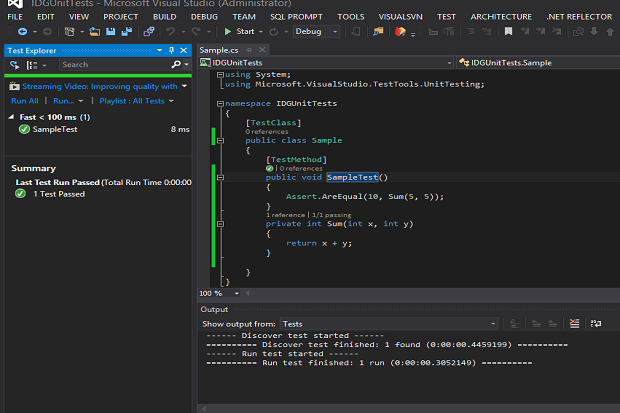 IDGUnitTests - Microsoft Visual Studio (Administrator)
FILE EDIT VIEW PROJECT BUILD DEBUG TEAM SQL PROMPT TOOLS VISUALSVN TEST ARCHITECTURE .NET REFLECTOR
Start Debug
Test Explorer
Search
Streaming Video: Improving quality with
Run All | Run... | Playlist : All Tests
Fast < 100 ms (1)
SampleTest 8 ms
Summary
Last Test Run Passed (Total Run Time 0:00:00
1 Test Passed
Sample.cs
IDGUnitTests IDGUnitTests.Sample
using System;
using Microsoft.VisualStudio.TestTools.UnitTesting;
namespace IDGUnitTests
{
[TestClass]
0 references
public class Sample
{
[TestMethod]
| 0 references
public void SampleTest()
{
Assert.AreEqual(10, Sum(5, 5));
}
1 reference | 1/1 passing
private int Sum(int x, int y)
{
return x + y;
}
}
}
100 %
Output
Show output from: Tests
------ Discover test started ------
========== Discover test finished: 1 found (0:00:00.4459199) ==========
------ Run test started ------
========== Run test finished: 1 run (0:00:00.3052149) ==========